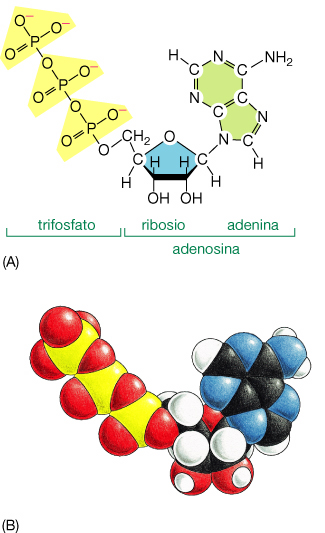 O⁻ O⁻
O P
O O⁻
P
O O O⁻
P N NH₂
O O CH₂ O
H C C C
N C C N
N C H
C H H C
H C C H
OH OH
trifosfato ribosio adenina
adenosina
(A)
(B)